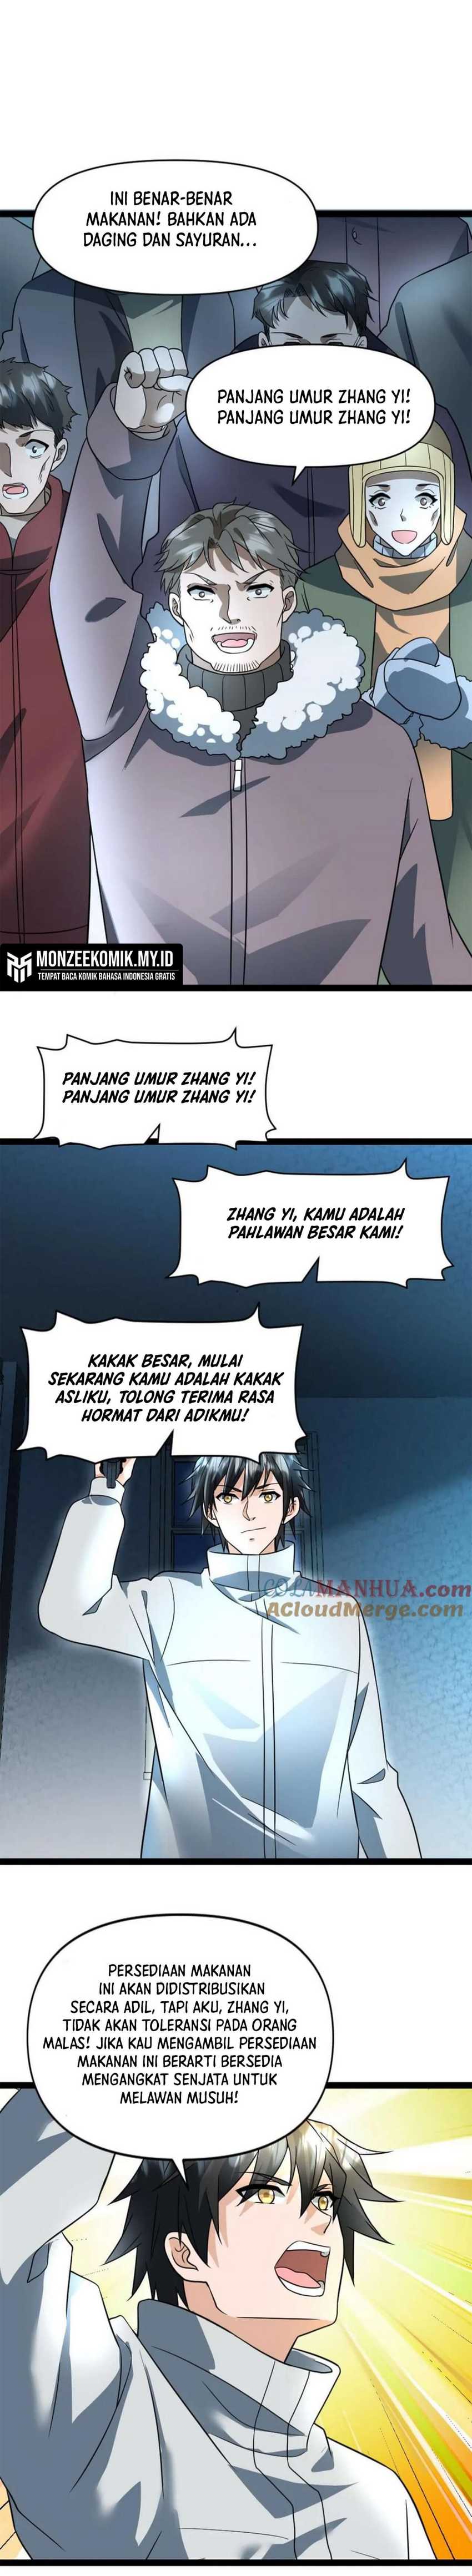 INI BENAR-BENAR
MAKANAN! BAHKAN ADA
DAGING DAN SAYURAN...
PANJANG UMUR ZHANG YI!
PANJANG UMUR ZHANG YI!
MONZEEKOMIK.MY.ID
TEMPAT BACA KOMIK BAHASA INDONESIA GRATIS
PANJANG UMUR ZHANG YI!
PANJANG UMUR ZHANG YI!
ZHANG YI, KAMU ADALAH
PAHLAWAN BESAR KAMI!
KAKAK BESAR, MULAI
SEKARANG KAMU ADALAH KAKAK
ASLIKU, TOLONG TERIMA RASA
HORMAT DARI ADIKMU!
COLAMANHUA.com
ACloudMerge.com
PERSEDIAAN MAKANAN
INI AKAN DIDISTRIBUSIKAN
SECARA ADIL, TAPI AKU, ZHANG YI,
TIDAK AKAN TOLERANSI PADA ORANG
MALAS! JIKA KAU MENGAMBIL PERSEDIAAN
MAKANAN INI BERARTI BERSEDIA
MENGANGKAT SENJATA UNTUK
MELAWAN MUSUH!